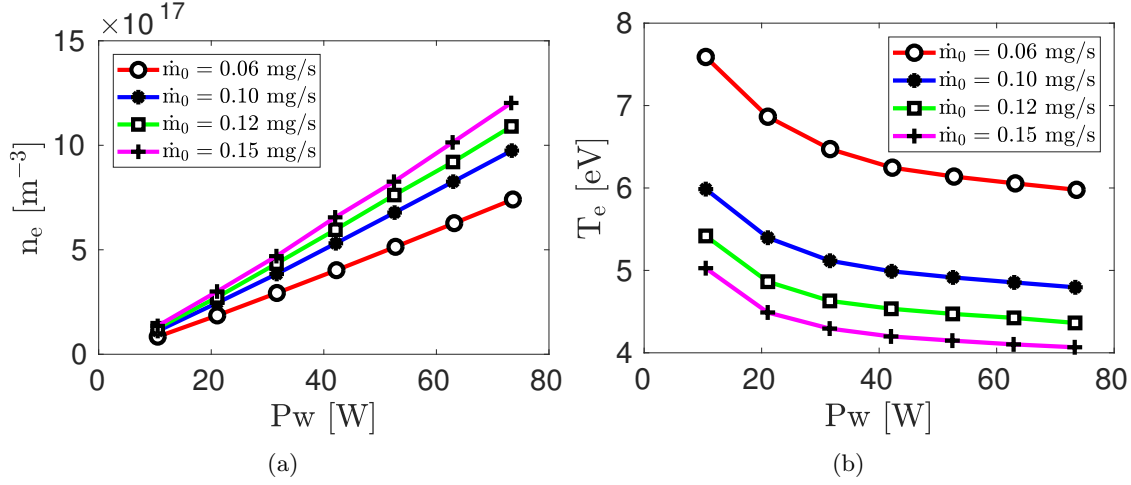 ×10¹⁷
15
10
5
0
nₑ [m⁻³]
ṁ₀ = 0.06 mg/s
ṁ₀ = 0.10 mg/s
ṁ₀ = 0.12 mg/s
ṁ₀ = 0.15 mg/s
0 20 40 60 80
Pw [W]
(a)
8
7
6
5
4
Tₑ [eV]
ṁ₀ = 0.06 mg/s
ṁ₀ = 0.10 mg/s
ṁ₀ = 0.12 mg/s
ṁ₀ = 0.15 mg/s
0 20 40 60 80
Pw [W]
(b)